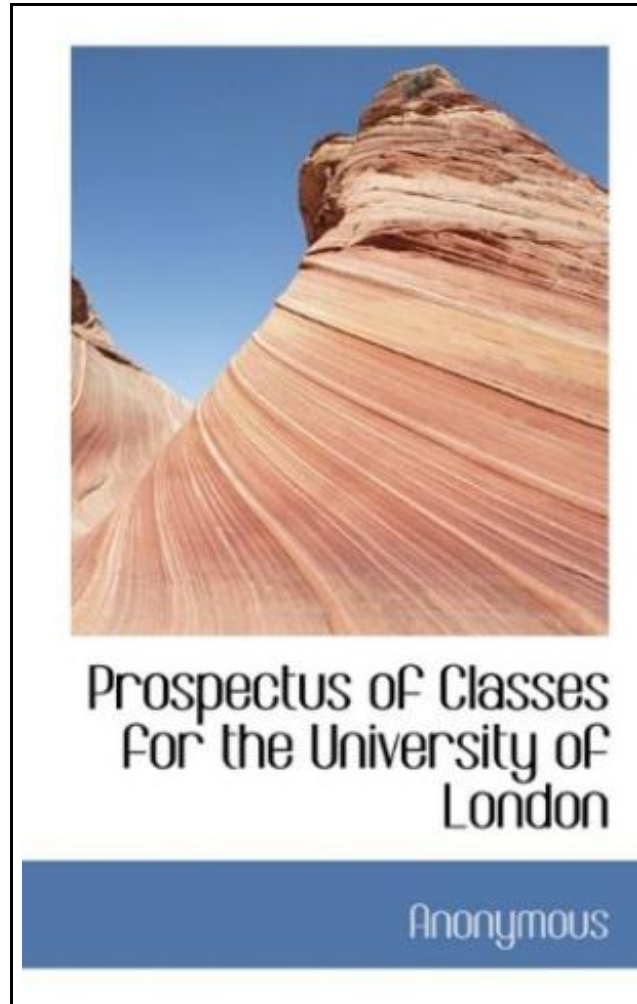 Prospectus of Classes
for the University of
London
Anonymous